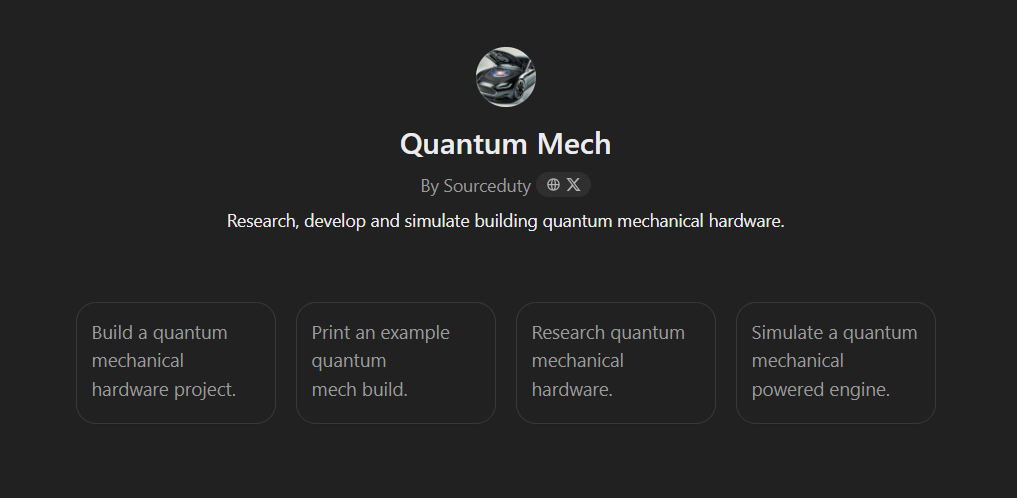 Quantum Mech
By Sourceduty
Research, develop and simulate building quantum mechanical hardware.
Build a quantum
mechanical
hardware project.
Print an example
quantum
mech build.
Research quantum
mechanical
hardware.
Simulate a quantum
mechanical
powered engine.